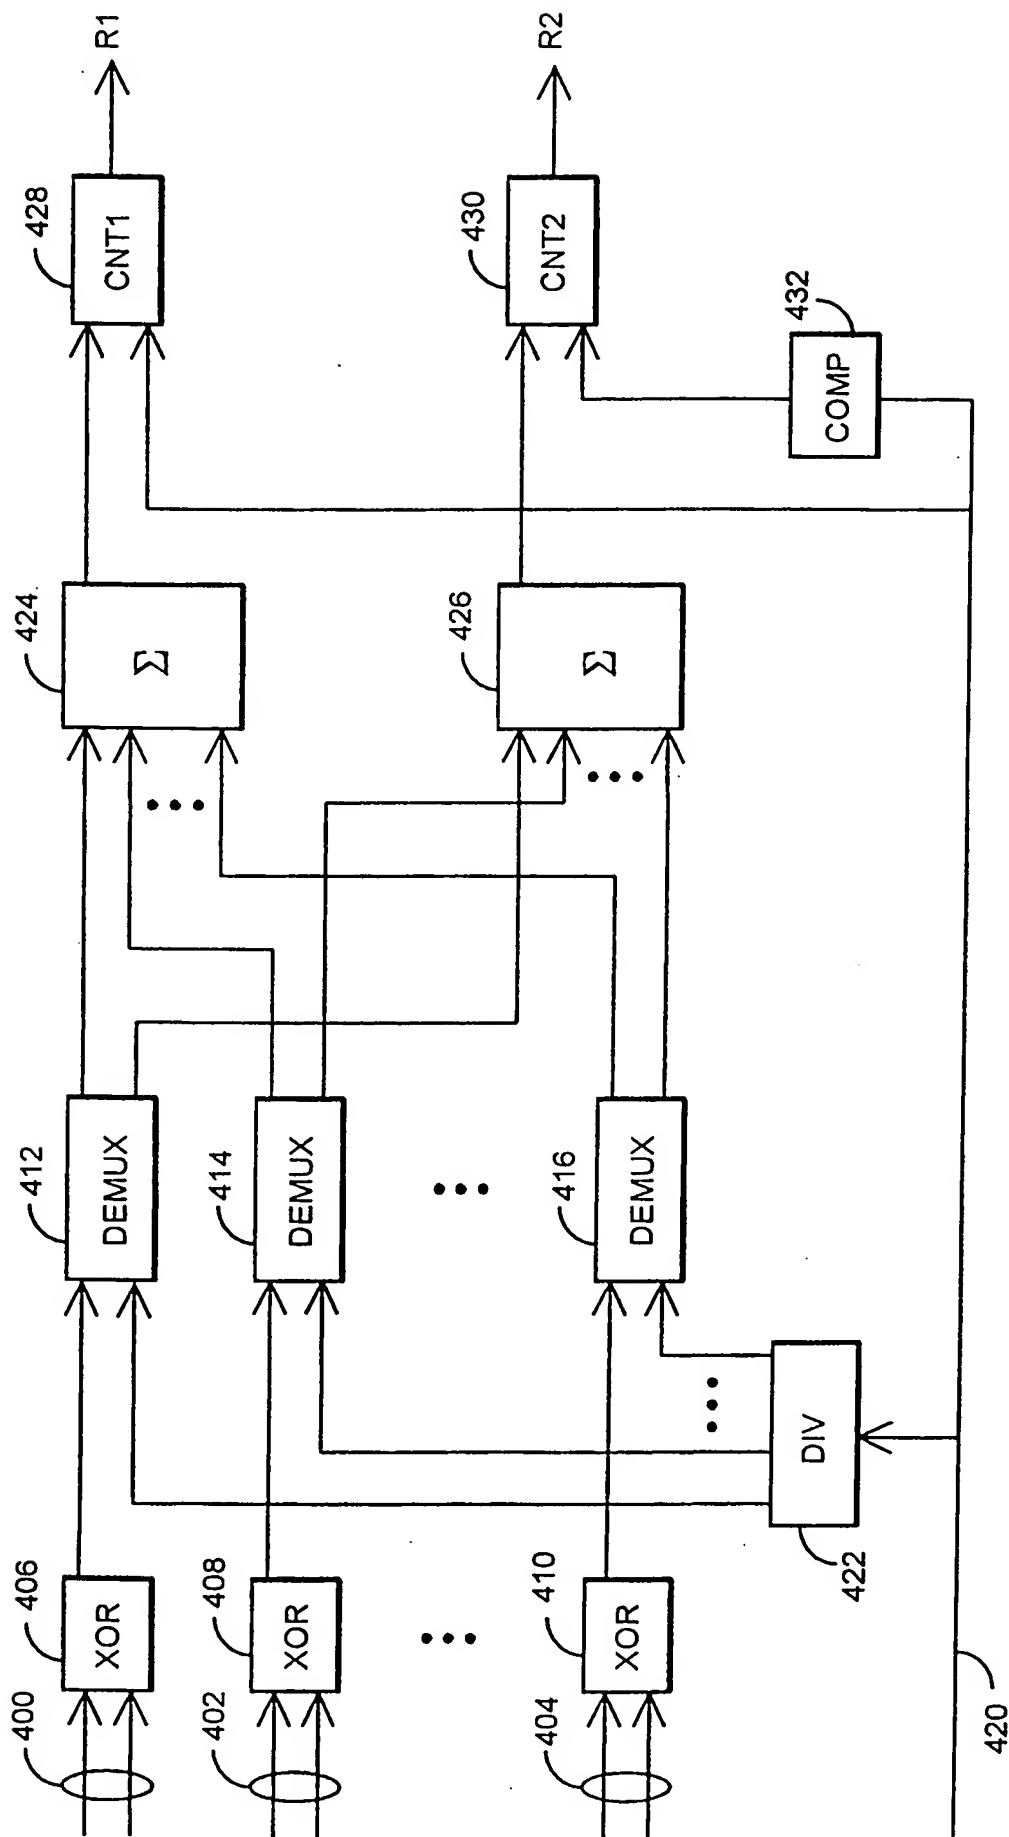 400
406
XOR
412
DEMUX
424
Σ
428
CNT1
R1
402
408
XOR
414
DEMUX
426
Σ
430
CNT2
R2
404
410
XOR
416
DEMUX
422
DIV
432
COMP
420